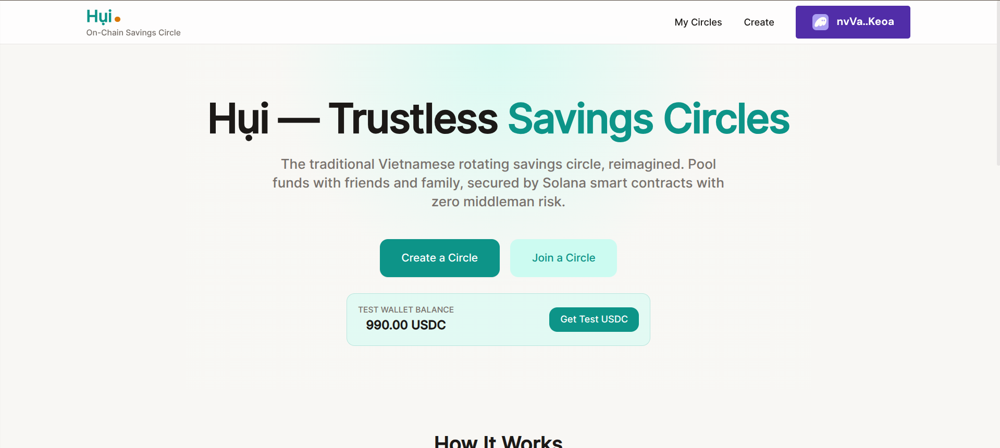 Hụi
On-Chain Savings Circle
My Circles
Create
nvVa..Keoa
Hụi — Trustless Savings Circles
The traditional Vietnamese rotating savings circle, reimagined. Pool
funds with friends and family, secured by Solana smart contracts with
zero middleman risk.
Create a Circle
Join a Circle
TEST WALLET BALANCE
990.00 USDC
Get Test USDC
How It Works